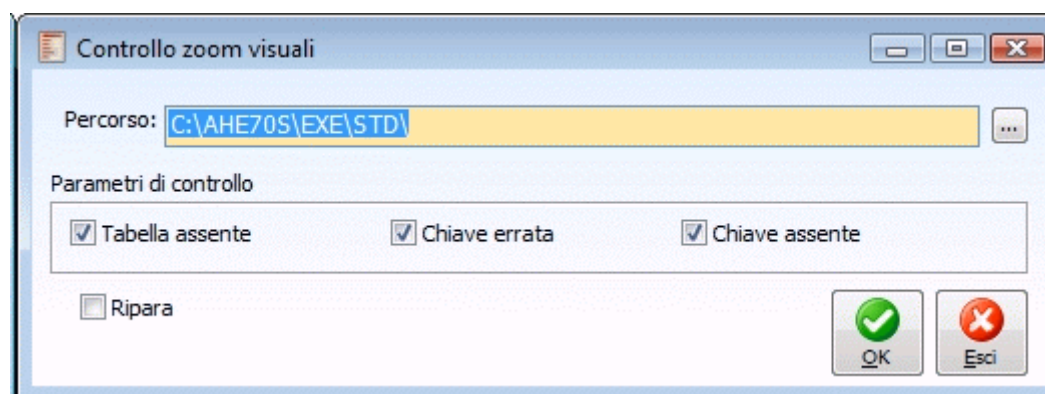 Controllo zoom visuali
Percorso: C:\AHE70S\EXE\STD\ ...
Parametri di controllo
Tabella assente Chiave errata Chiave assente
Ripara
OK Esci